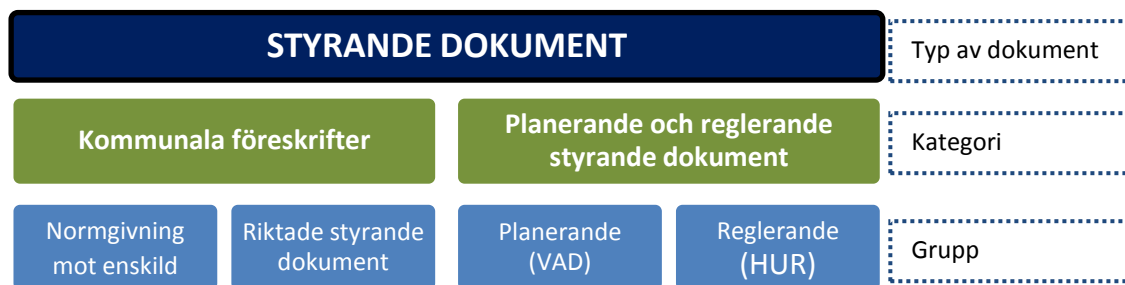 STYRANDE DOKUMENT
Typ av dokument
Kommunala föreskrifter
Planerande och reglerande
styrande dokument
Kategori
Normgivning
mot enskild
Riktade styrande
dokument
Planerande
(VAD)
Reglerande
(HUR)
Grupp